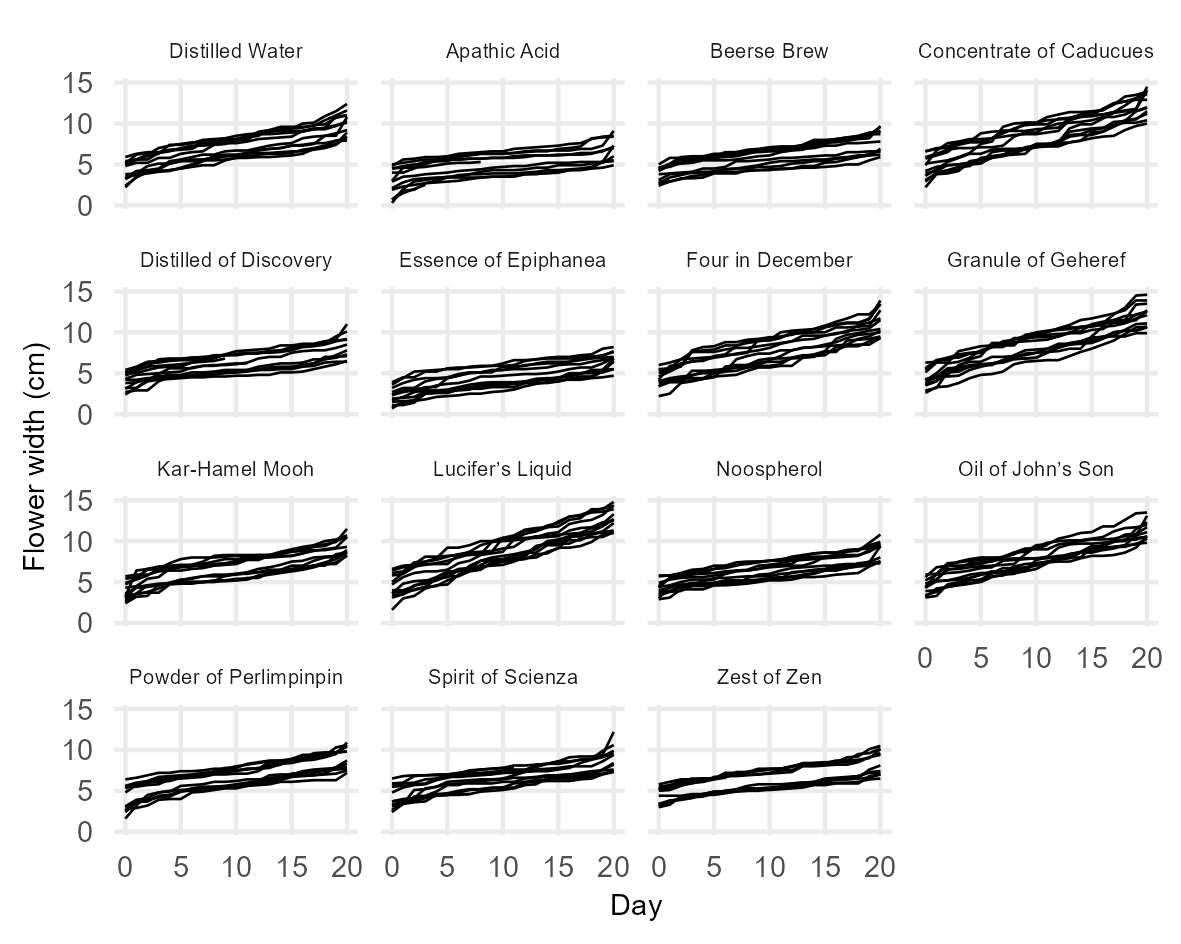 Distilled Water Apathic Acid Beerse Brew Concentrate of Caducues
15
10
5
0
Distilled of Discovery Essence of Epiphanea Four in December Granule of Geheref
15
10
5
0
Flower width (cm)
Kar-Hamel Mooh Lucifer’s Liquid Noospherol Oil of John’s Son
15
10
5
0
0 5 10 15 20
Powder of Perlimpinpin Spirit of Scienza Zest of Zen
15
10
5
0
0 5 10 15 20 0 5 10 15 20 0 5 10 15 20
Day